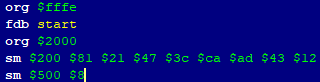 org $fffe
fdb start
org $2000
sm $200 $81 $21 $47 $3c $ca $ad $43 $12
sm $500 $8